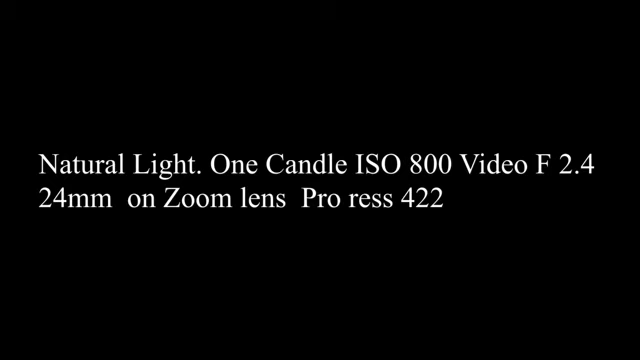 Natural Light. One Candle ISO 800 Video F 2.4
24mm  on Zoom lens  Pro ress 422